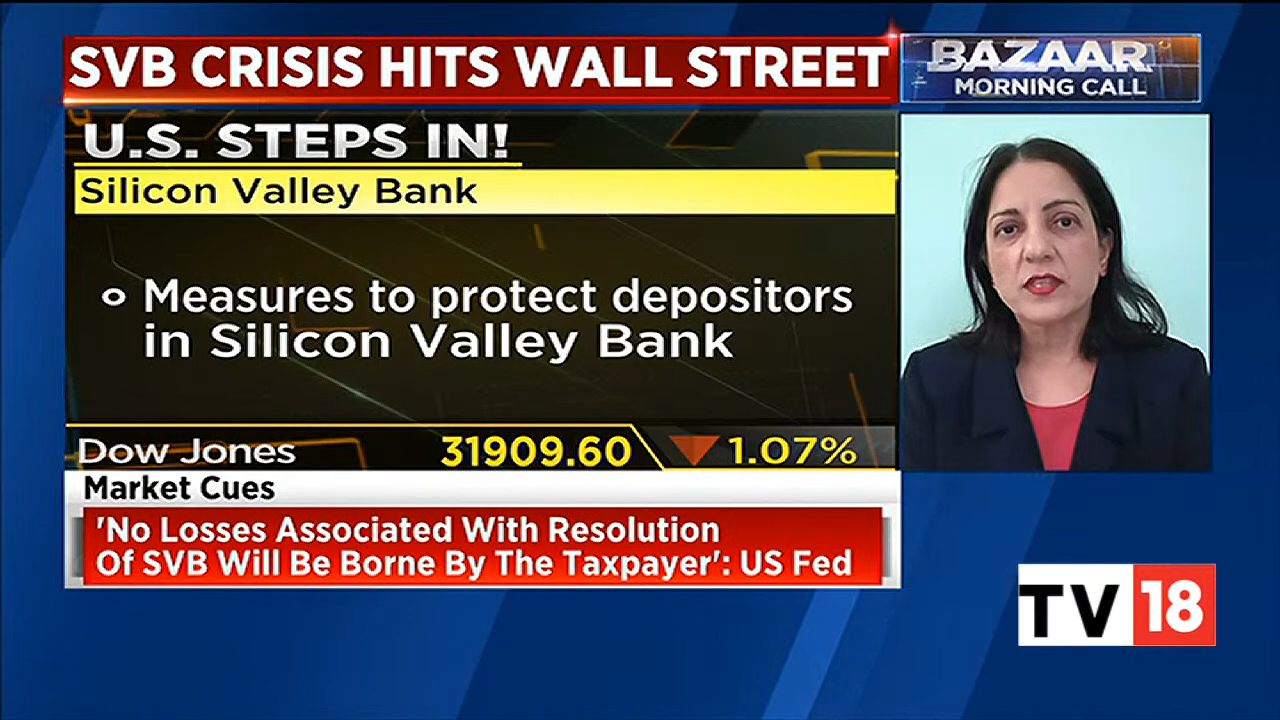 SVB CRISIS HITS WALL STREET
BAZAAR
MORNING CALL
U.S. STEPS IN!
Silicon Valley Bank
Measures to protect depositors
in Silicon Valley Bank
Dow Jones 31909.60 1.07%
Market Cues
'No Losses Associated With Resolution
Of SVB Will Be Borne By The Taxpayer': US Fed
TV18